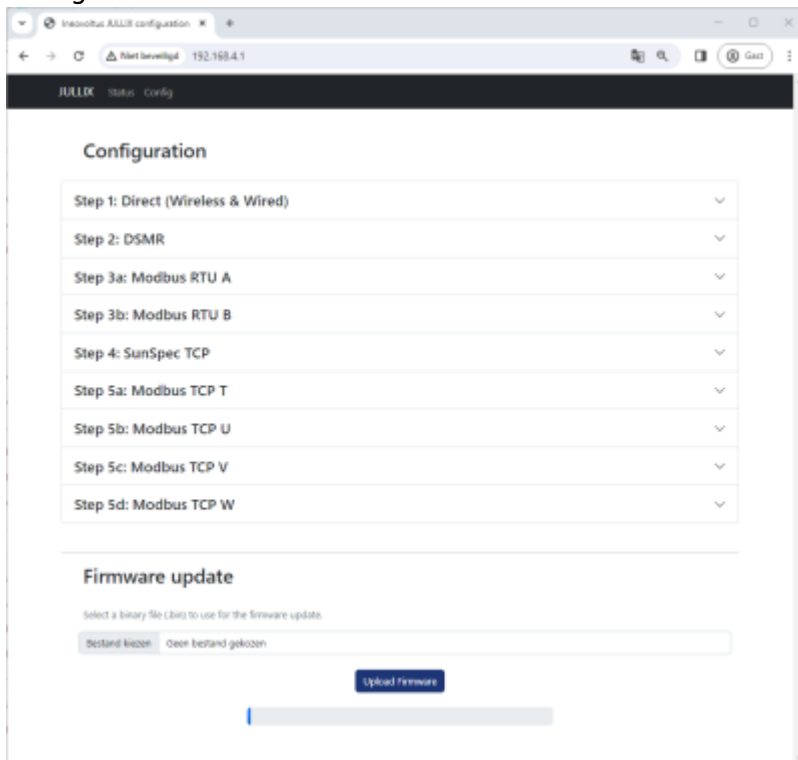 Ineovoltus JULLIX configuration
Niet beveiligd 192.168.4.1
Gast
JULLIX Status Config
Configuration
Step 1: Direct (Wireless & Wired)
Step 2: DSMR
Step 3a: Modbus RTU A
Step 3b: Modbus RTU B
Step 4: SunSpec TCP
Step 5a: Modbus TCP T
Step 5b: Modbus TCP U
Step 5c: Modbus TCP V
Step 5d: Modbus TCP W
Firmware update
Select a binary file (.bin) to use for the firmware update.
Bestand kiezen Geen bestand gekozen
Upload Firmware